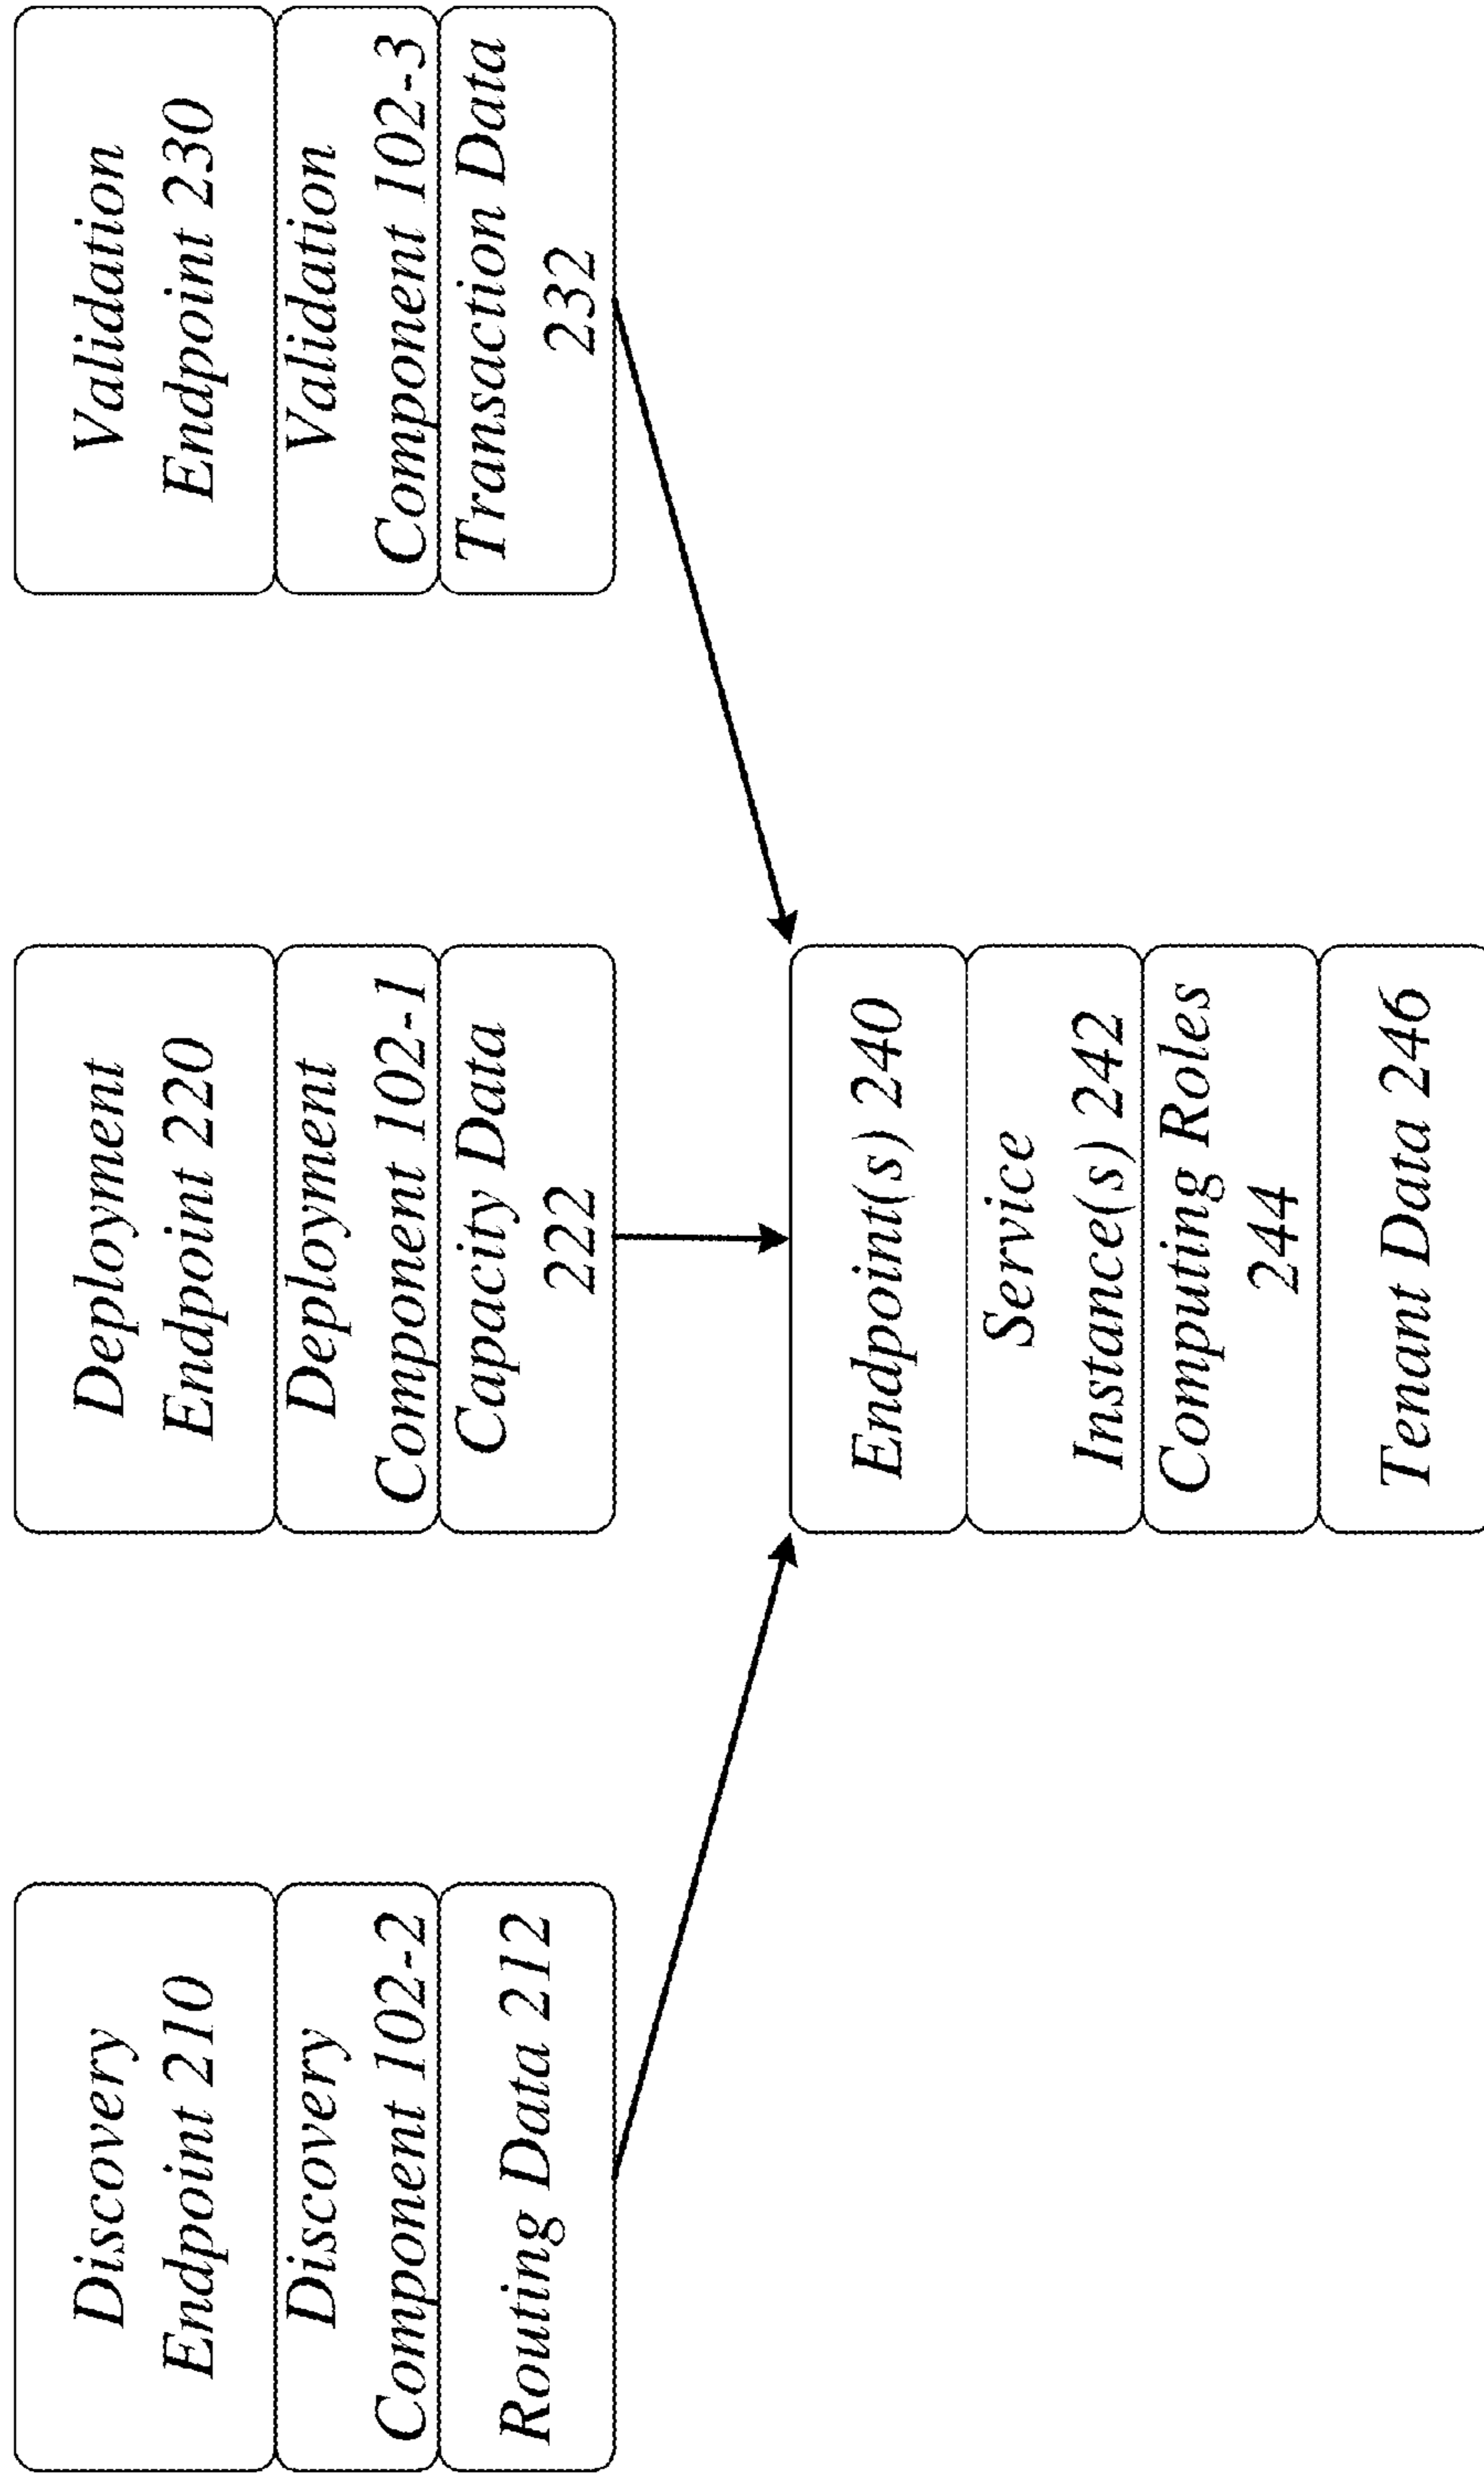 Discovery
Endpoint 210
Discovery
Component 102-2
Routing Data 212
Deployment
Endpoint 220
Deployment
Component 102-1
Capacity Data
222
Validation
Endpoint 230
Validation
Component 102-3
Transaction Data
232
Endpoint(s) 240
Service
Instance(s) 242
Computing Roles
244
Tenant Data 246